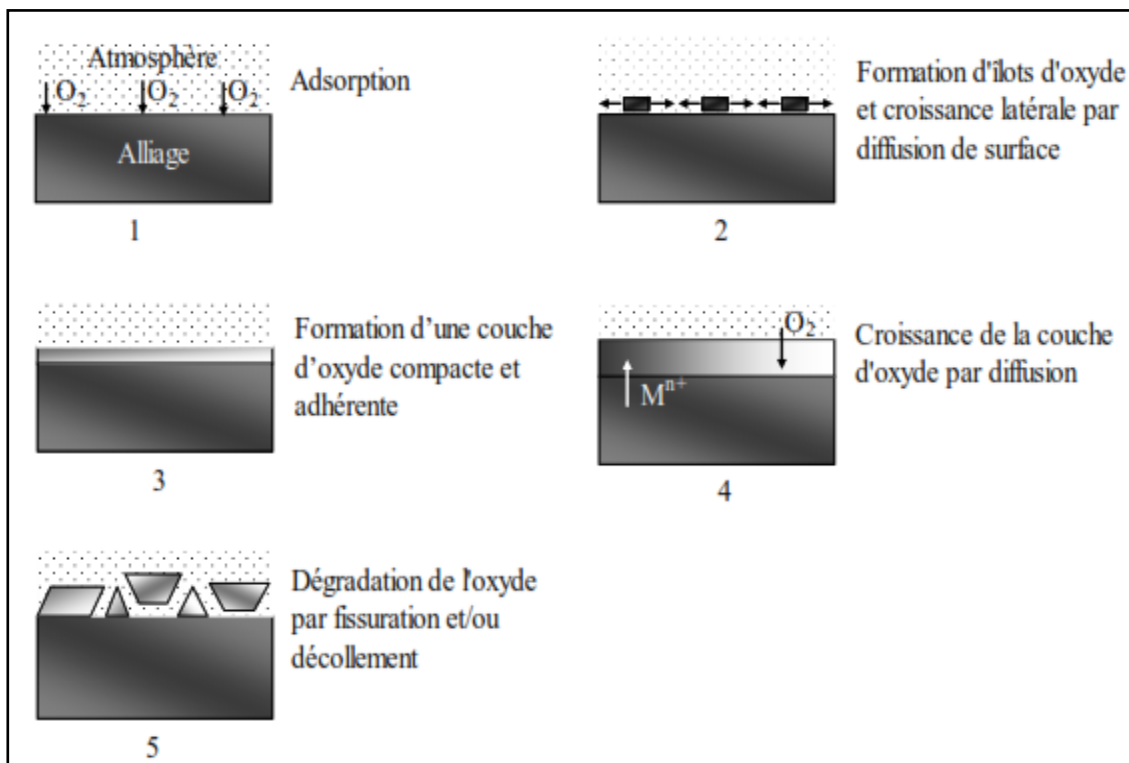 Atmosphère
O2 O2 O2
Alliage
Adsorption
1
Formation d'îlots d'oxyde
et croissance latérale par
diffusion de surface
2
Formation d’une couche
d’oxyde compacte et
adhérente
3
O2
Mn+
Croissance de la couche
d'oxyde par diffusion
4
Dégradation de l'oxyde
par fissuration et/ou
décollement
5